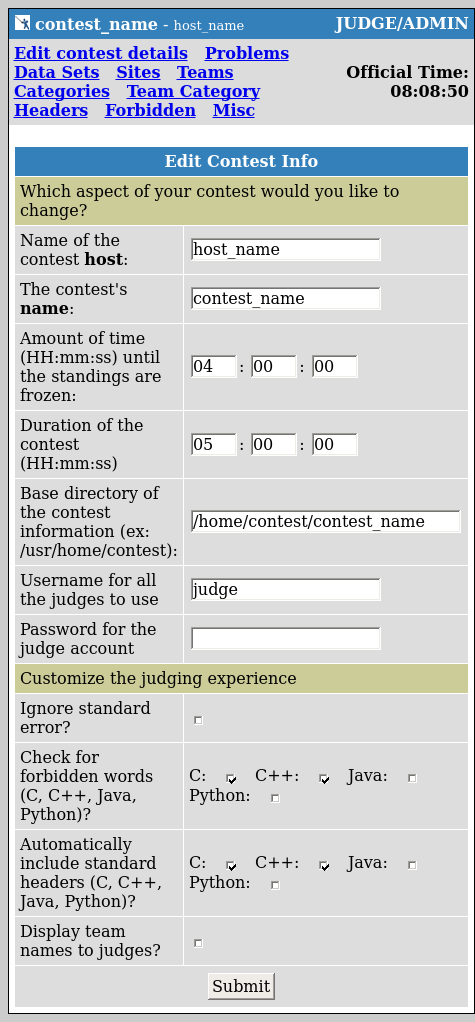 contest_name - host_name JUDGE/ADMIN
Edit contest details Problems
Data Sets Sites Teams
Categories Team Category
Headers Forbidden Misc
Official Time:
08:08:50
Edit Contest Info
Which aspect of your contest would you like to
change?
Name of the
contest host:
host_name
The contest's
name:
contest_name
Amount of time
(HH:mm:ss) until
the standings are
frozen:
04 : 00 : 00
Duration of the
contest
(HH:mm:ss)
05 : 00 : 00
Base directory of
the contest
information (ex:
/usr/home/contest):
/home/contest/contest_name
Username for all
the judges to use
judge
Password for the
judge account
Customize the judging experience
Ignore standard
error?
Check for
forbidden words
(C, C++, Java,
Python)?
C: C++: Java:
Python:
Automatically
include standard
headers (C, C++,
Java, Python)?
C: C++: Java:
Python:
Display team
names to judges?
Submit